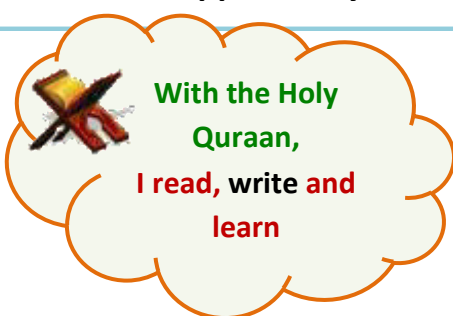 With the Holy
Quraan,
I read, write and
learn